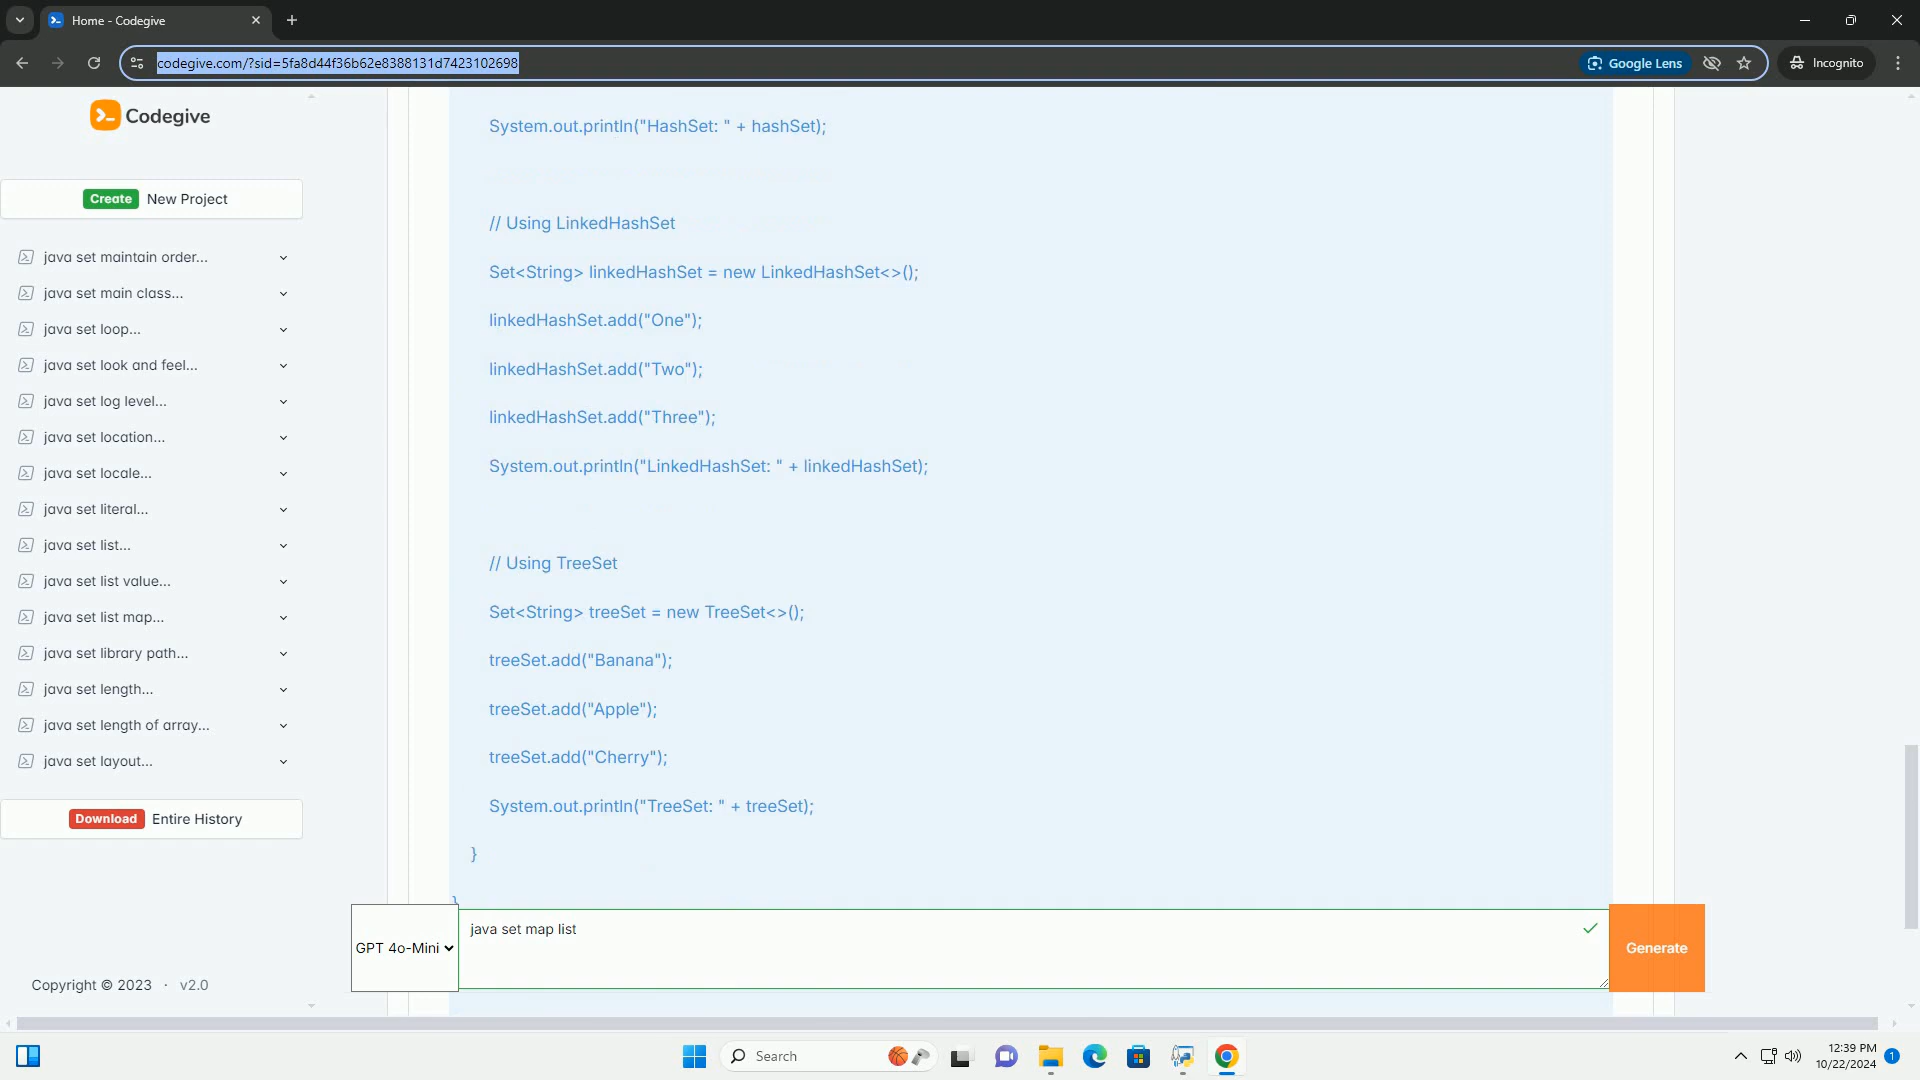 Home - Codegive
codegive.com/?sid=5fa8d44f36b62e8388131d7423102698
Google Lens
Incognito
Codegive
Create New Project
java set maintain order...
java set main class...
java set loop...
java set look and feel...
java set log level...
java set location...
java set locale...
java set literal...
java set list...
java set list value...
java set list map...
java set library path...
java set length...
java set length of array...
java set layout...
Download Entire History
Copyright © 2023 · v2.0
System.out.println("HashSet: " + hashSet);
// Using LinkedHashSet
Set<String> linkedHashSet = new LinkedHashSet<>();
linkedHashSet.add("One");
linkedHashSet.add("Two");
linkedHashSet.add("Three");
System.out.println("LinkedHashSet: " + linkedHashSet);
// Using TreeSet
Set<String> treeSet = new TreeSet<>();
treeSet.add("Banana");
treeSet.add("Apple");
treeSet.add("Cherry");
System.out.println("TreeSet: " + treeSet);
}
}
GPT 4o-Mini
java set map list
Generate
Search
12:39 PM
10/22/2024
1